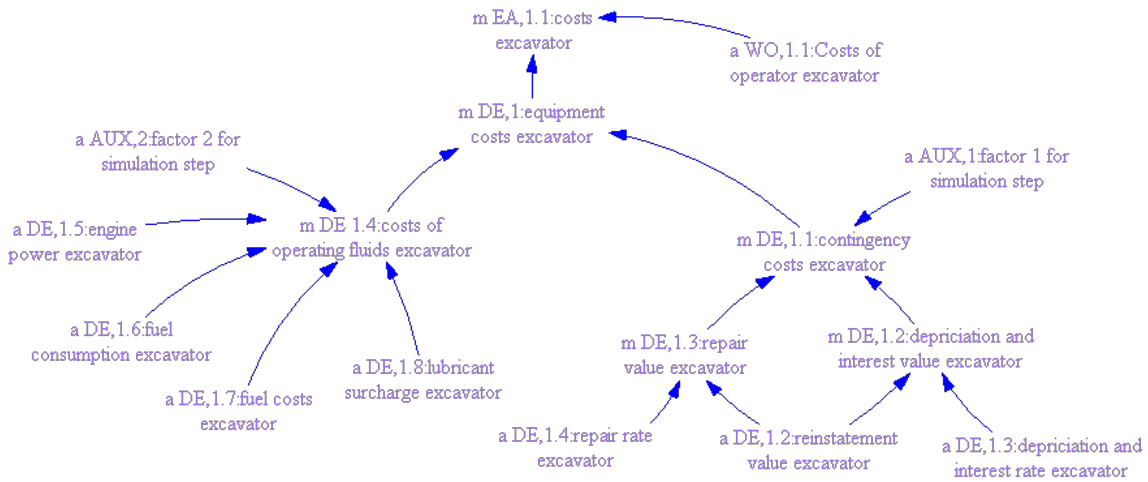 m EA,1.1:costs
excavator
a WO,1.1:Costs of
operator excavator
m DE,1:equipment
costs excavator
a AUX,2:factor 2 for
simulation step
a AUX,1:factor 1 for
simulation step
a DE,1.5:engine
power excavator
m DE 1.4:costs of
operating fluids excavator
m DE,1.1:contingency
costs excavator
a DE,1.6:fuel
consumption excavator
a DE,1.7:fuel costs
excavator
a DE,1.8:lubricant
surcharge excavator
m DE,1.3:repair
value excavator
m DE,1.2:depriciation and
interest value excavator
a DE,1.4:repair rate
excavator
a DE,1.2:reinstatement
value excavator
a DE,1.3:depriciation and
interest rate excavator